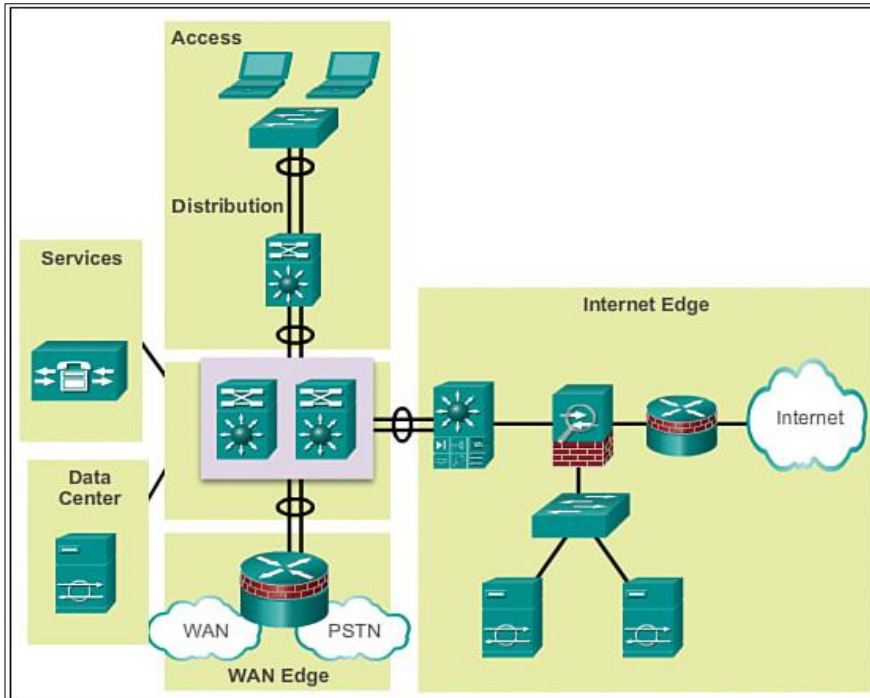 Access
Distribution
Services
Internet Edge
Internet
Data
Center
WAN
PSTN
WAN Edge